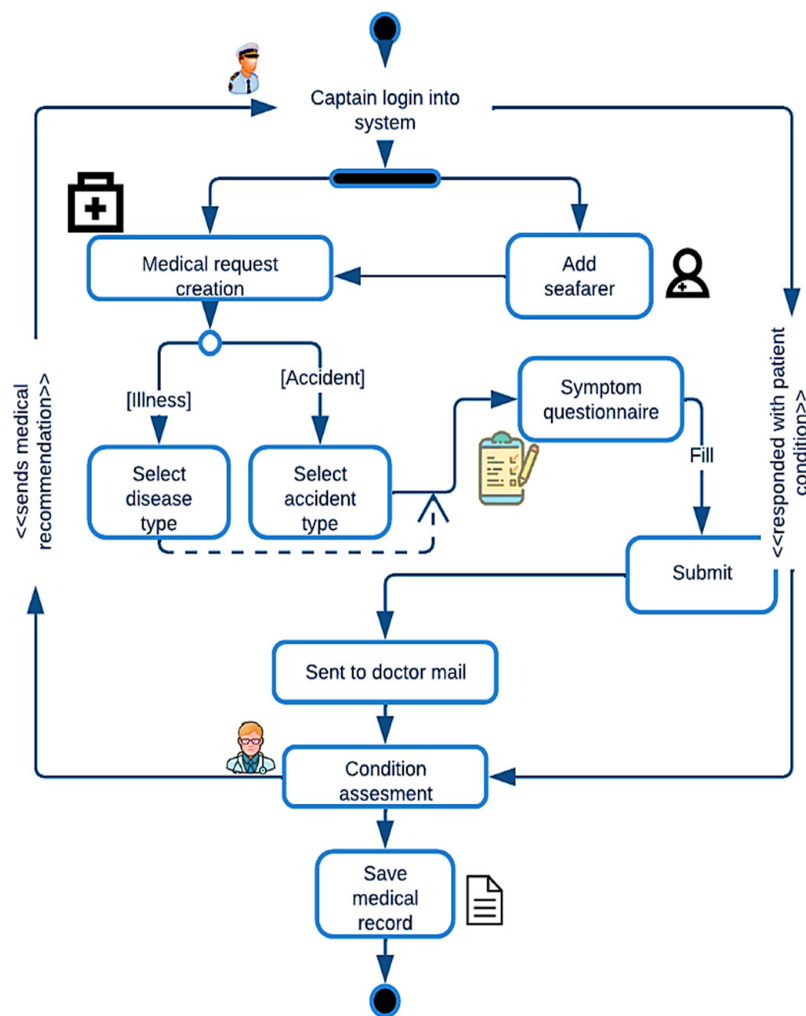 Captain login into
system
Medical request
creation
Add
seafarer
[Illness]
[Accident]
Symptom
questionnaire
Fill
Select
disease
type
Select
accident
type
<<sends medical
recommendation>>
<<responded with patient
condition>>
Submit
Sent to doctor mail
Condition
assesment
Save
medical
record